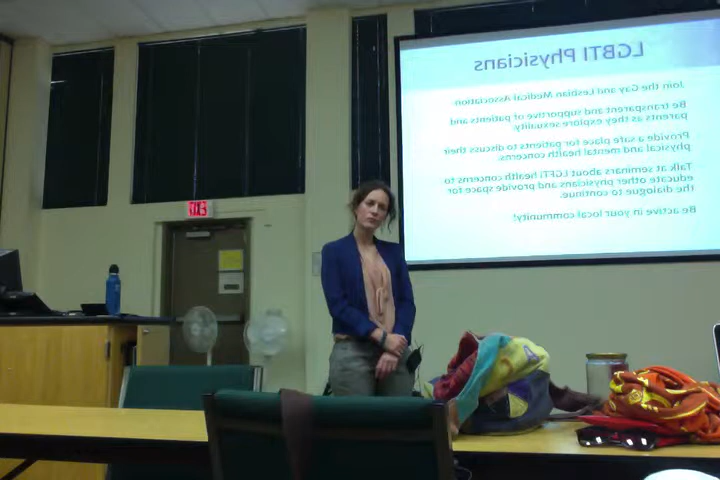 LGBTI Physicians
Join the Gay and Lesbian Medical Association
Be transparent and supportive of patients and
parents as they explore sexuality.
Provide a safe place for patients to discuss their
physical and mental health concerns.
Talk at seminars about LGFTI health concerns to
educate other physicians and provide space for
the dialogue to continue.
Be active in your local community!
EXIT